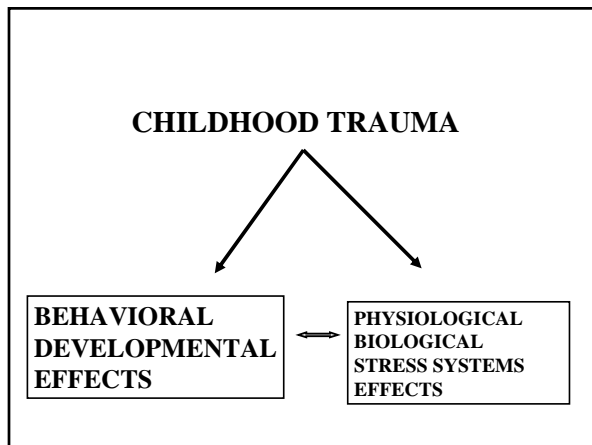 CHILDHOOD TRAUMA
BEHAVIORAL
DEVELOPMENTAL
EFFECTS
PHYSIOLOGICAL
BIOLOGICAL
STRESS SYSTEMS
EFFECTS